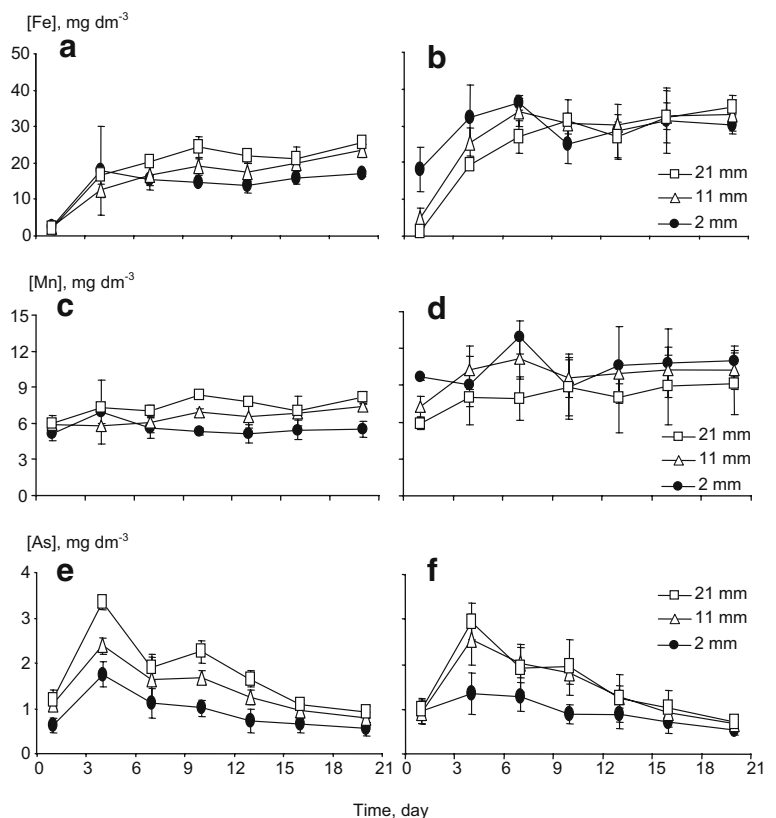 [Fe], mg dm-3
a
b
50
40
30
20
10
0
21 mm
11 mm
2 mm
[Mn], mg dm-3
c
d
15
12
9
6
3
0
21 mm
11 mm
2 mm
[As], mg dm-3
e
f
4
3
2
1
0
21 mm
11 mm
2 mm
0 3 6 9 12 15 18 21 0 3 6 9 12 15 18 21
Time, day